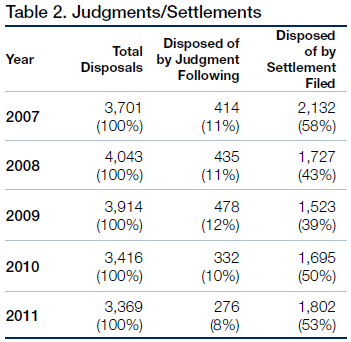 Table 2. Judgments/Settlements
Year Total Disposals Disposed of by Judgment Following Disposed of by Settlement Filed
2007 3,701 414 2,132
(100%) (11%) (58%)
2008 4,043 435 1,727
(100%) (11%) (43%)
2009 3,914 478 1,523
(100%) (12%) (39%)
2010 3,416 332 1,695
(100%) (10%) (50%)
2011 3,369 276 1,802
(100%) (8%) (53%)